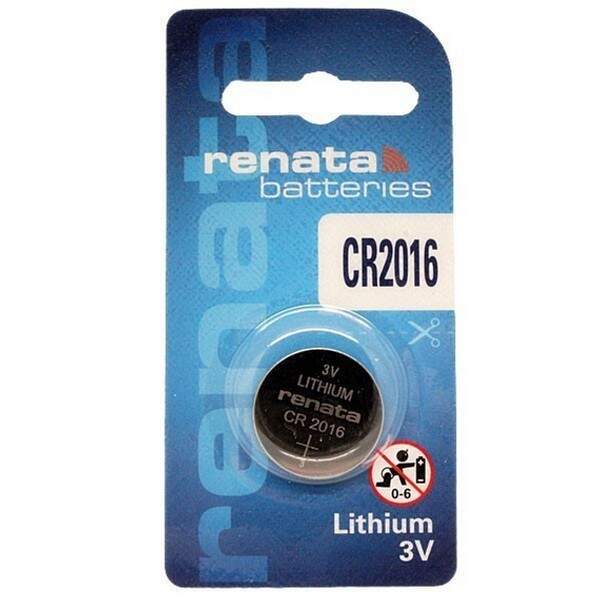 renata
renata
batteries
CR2016
3V
LITHIUM
renata
CR 2016
+
0-6
Lithium
3V